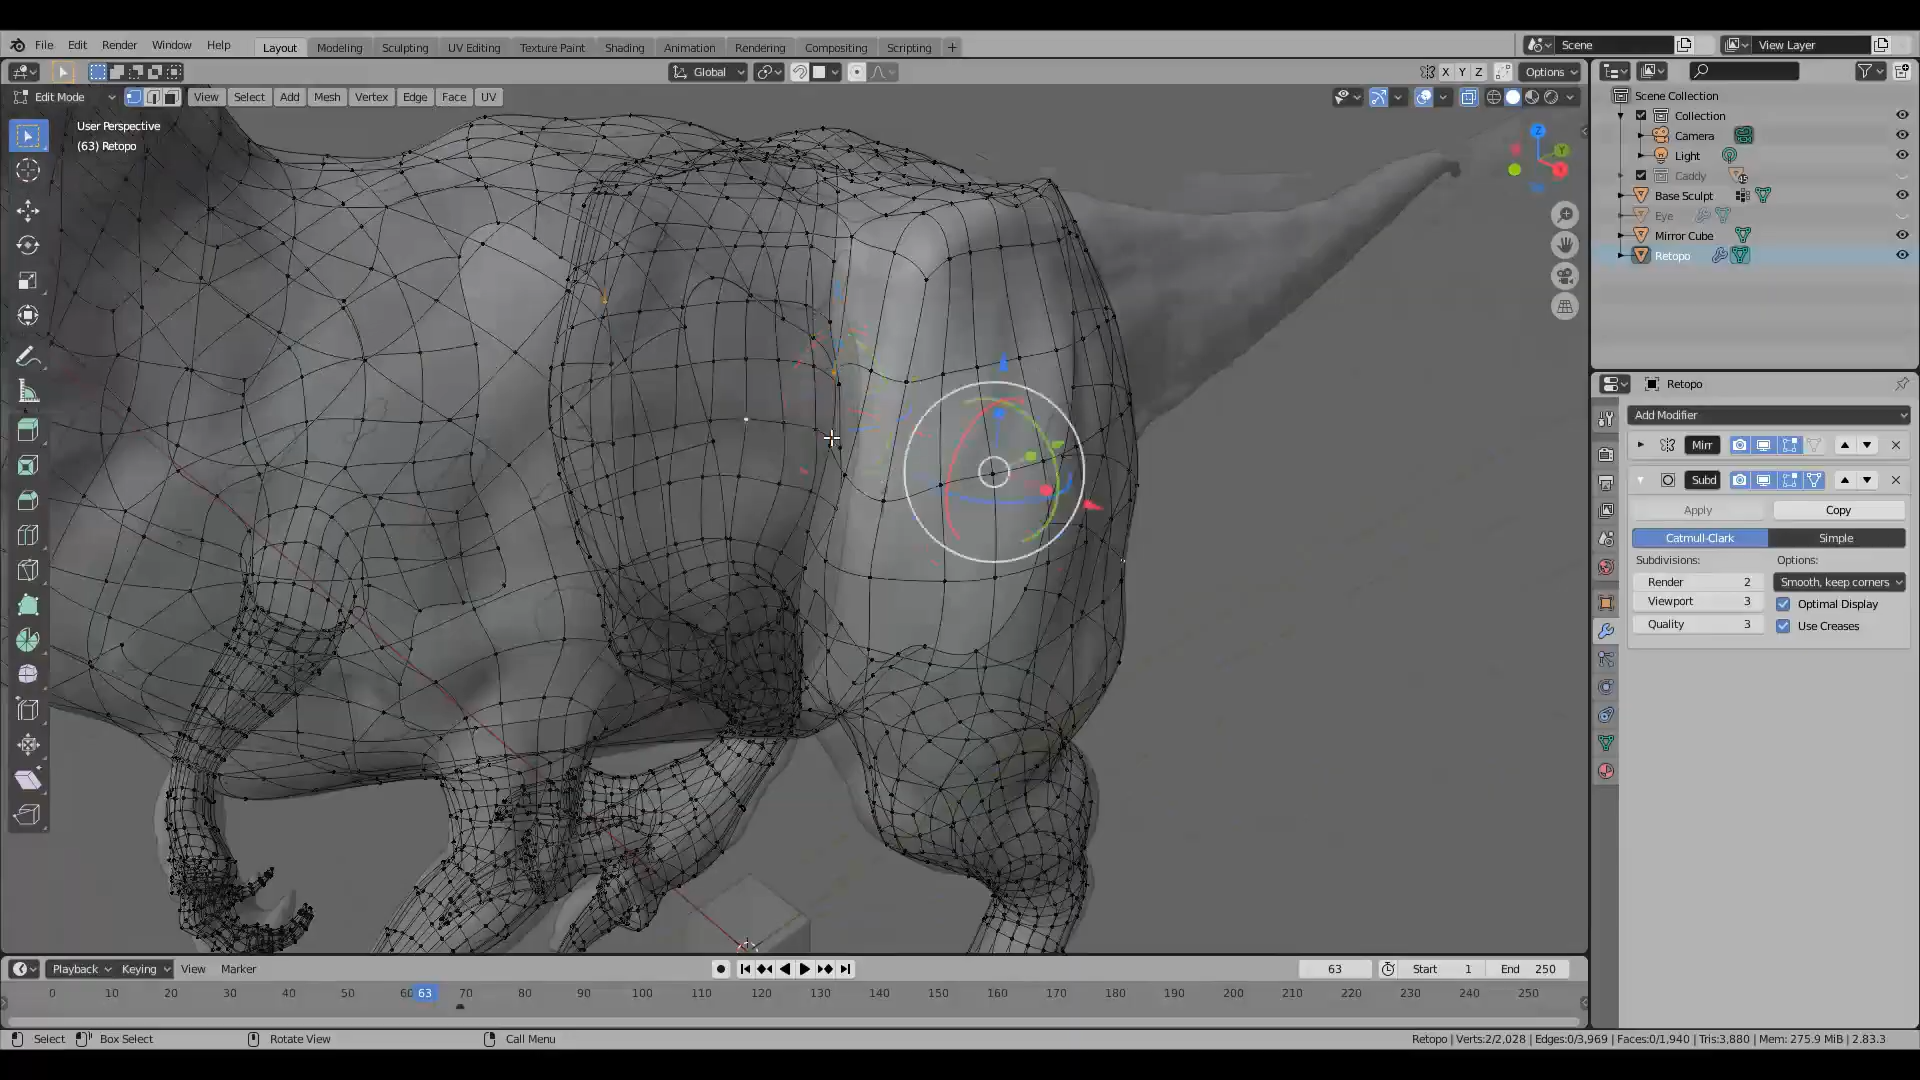 File Edit Render Window Help Layout Modeling Sculpting UV Editing Texture Paint Shading Animation Rendering Compositing Scripting + Scene View Layer
Global X Y Z Options
Edit Mode View Select Add Mesh Vertex Edge Face UV
User Perspective
(63) Retopo
Z
Y
X
Scene Collection
Collection
Camera
Light
Caddy
Base Sculpt
Eye
Mirror Cube
Retopo
Retopo
Add Modifier
Mirr
Subd
Apply Copy
Catmull-Clark Simple
Subdivisions: Options:
Render 2 Smooth, keep corners
Viewport 3 Optimal Display
Quality 3 Use Creases
Playback Keying View Marker 63 Start 1 End 250
0 10 20 30 40 50 63 70 80 90 100 110 120 130 140 150 160 170 180 190 200 210 220 230 240 250
Select Box Select Rotate View Call Menu Retopo | Verts:2/2,028 | Edges:0/3,969 | Faces:0/1,940 | Tris:3,880 | Mem: 275.9 MiB | 2.83.3